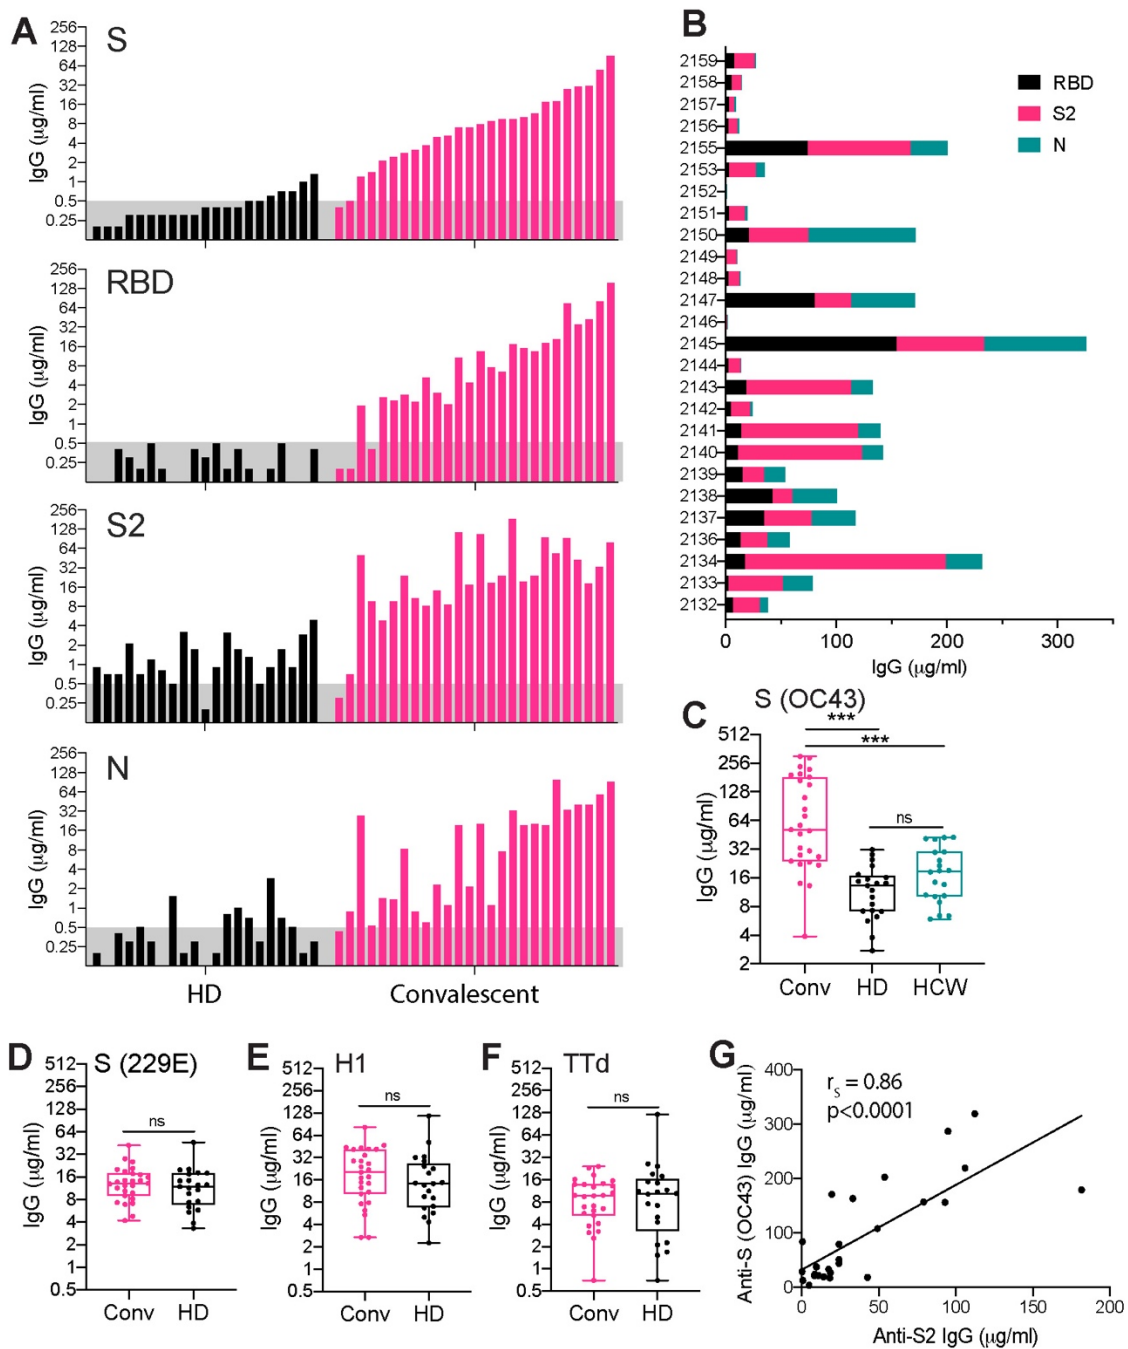 A
S
256
128
64
32
16
8
4
2
1
0.5
0.25
IgG (μg/ml)
RBD
256
128
64
32
16
8
4
2
1
0.5
0.25
IgG (μg/ml)
S2
256
128
64
32
16
8
4
2
1
0.5
0.25
IgG (μg/ml)
N
256
128
64
32
16
8
4
2
1
0.5
0.25
IgG (μg/ml)
HD Convalescent
B
2159
2158
2157
2156
2155
2153
2152
2151
2150
2149
2148
2147
2146
2145
2144
2143
2142
2141
2140
2139
2138
2137
2136
2134
2133
2132
RBD
S2
N
0 100 200 300
IgG (μg/ml)
C
S (OC43)
***
***
ns
512
256
128
64
32
16
8
4
2
IgG (μg/ml)
Conv HD HCW
D
S (229E)
ns
512
256
128
64
32
16
8
4
2
1
0.5
IgG (μg/ml)
Conv HD
E
H1
ns
512
256
128
64
32
16
8
4
2
1
0.5
IgG (μg/ml)
Conv HD
F
TTd
ns
512
256
128
64
32
16
8
4
2
1
0.5
IgG (μg/ml)
Conv HD
G
rS = 0.86
p<0.0001
400
300
200
100
0
Anti-S (OC43) IgG (μg/ml)
0 50 100 150 200
Anti-S2 IgG (μg/ml)